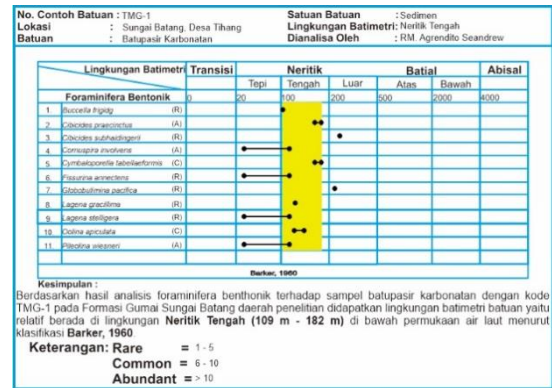 No. Contoh Batuan : TMG-1 Satuan Batuan : Sedimen
Lokasi : Sungai Batang, Desa Tihang Lingkungan Batimetri: Neritik Tengah
Batuan : Batupasir Karbonatan Dianalisa Oleh : RM. Agrendito Seandrew
Lingkungan Batimetri Transisi Neritik Batial Abisal
Tepi Tengah Luar Atas Bawah
Foraminifera Bentonik 0 20 100 200 500 2000 4000
1. Buccella frigidg (R)
2. Cibicides praecinctus (A)
3. Cibicides subhaidingerii (R)
4. Cornuspira involvens (A)
5. Cymbaloporella tabellaeformis (C)
6. Fissurina annectens (R)
7. Globobulimina pacifica (R)
8. Lagena gracillima (R)
9. Lagena stelligera (R)
10. Oolina apiculata (C)
11. Pileolina wiesneri (A)
Barker, 1960
Kesimpulan :
Berdasarkan hasil analisis foraminifera benthonik terhadap sampel batupasir karbonatan dengan kode
TMG-1 pada Formasi Gumai Sungai Batang daerah penelitian didapatkan lingkungan batimetri batuan yaitu
relatif berada di lingkungan Neritik Tengah (109 m - 182 m) di bawah permukaan air laut menurut
klasifikasi Barker, 1960.
Keterangan: Rare = 1 - 5
Common = 6 - 10
Abundant = > 10